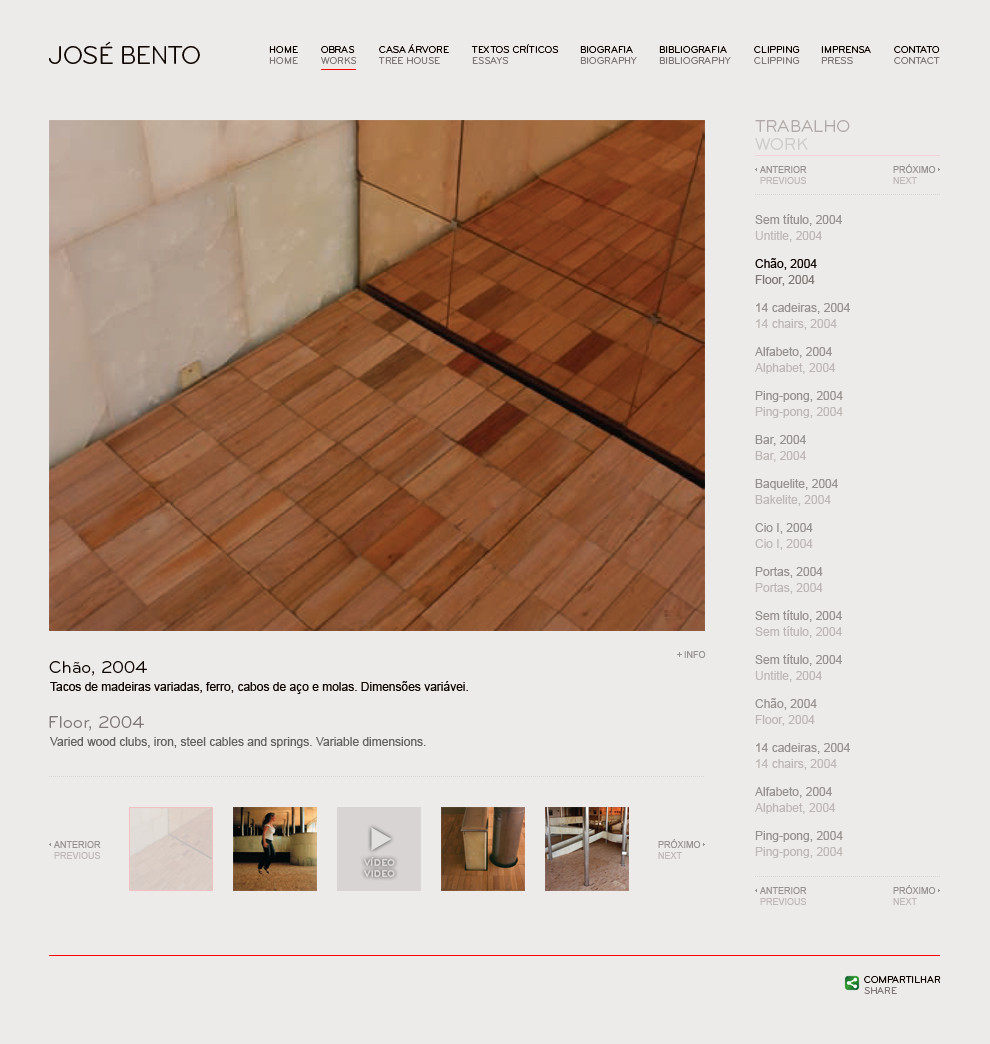 JOSÉ BENTO
HOME
HOME
OBRAS
WORKS
CASA ÁRVORE
TREE HOUSE
TEXTOS CRÍTICOS
ESSAYS
BIOGRAFIA
BIOGRAPHY
BIBLIOGRAFIA
BIBLIOGRAPHY
CLIPPING
CLIPPING
IMPRENSA
PRESS
CONTATO
CONTACT
+ INFO
Chão, 2004
Tacos de madeiras variadas, ferro, cabos de aço e molas. Dimensões variávei.
Floor, 2004
Varied wood clubs, iron, steel cables and springs. Variable dimensions.
ANTERIOR
PREVIOUS
VÍDEO
VÍDEO
PRÓXIMO
NEXT
TRABALHO
WORK
ANTERIOR
PREVIOUS
PRÓXIMO
NEXT
Sem título, 2004
Untitle, 2004
Chão, 2004
Floor, 2004
14 cadeiras, 2004
14 chairs, 2004
Alfabeto, 2004
Alphabet, 2004
Ping-pong, 2004
Ping-pong, 2004
Bar, 2004
Bar, 2004
Baquelite, 2004
Bakelite, 2004
Cio I, 2004
Cio I, 2004
Portas, 2004
Portas, 2004
Sem título, 2004
Sem título, 2004
Sem título, 2004
Untitle, 2004
Chão, 2004
Floor, 2004
14 cadeiras, 2004
14 chairs, 2004
Alfabeto, 2004
Alphabet, 2004
Ping-pong, 2004
Ping-pong, 2004
ANTERIOR
PREVIOUS
PRÓXIMO
NEXT
COMPARTILHAR
SHARE